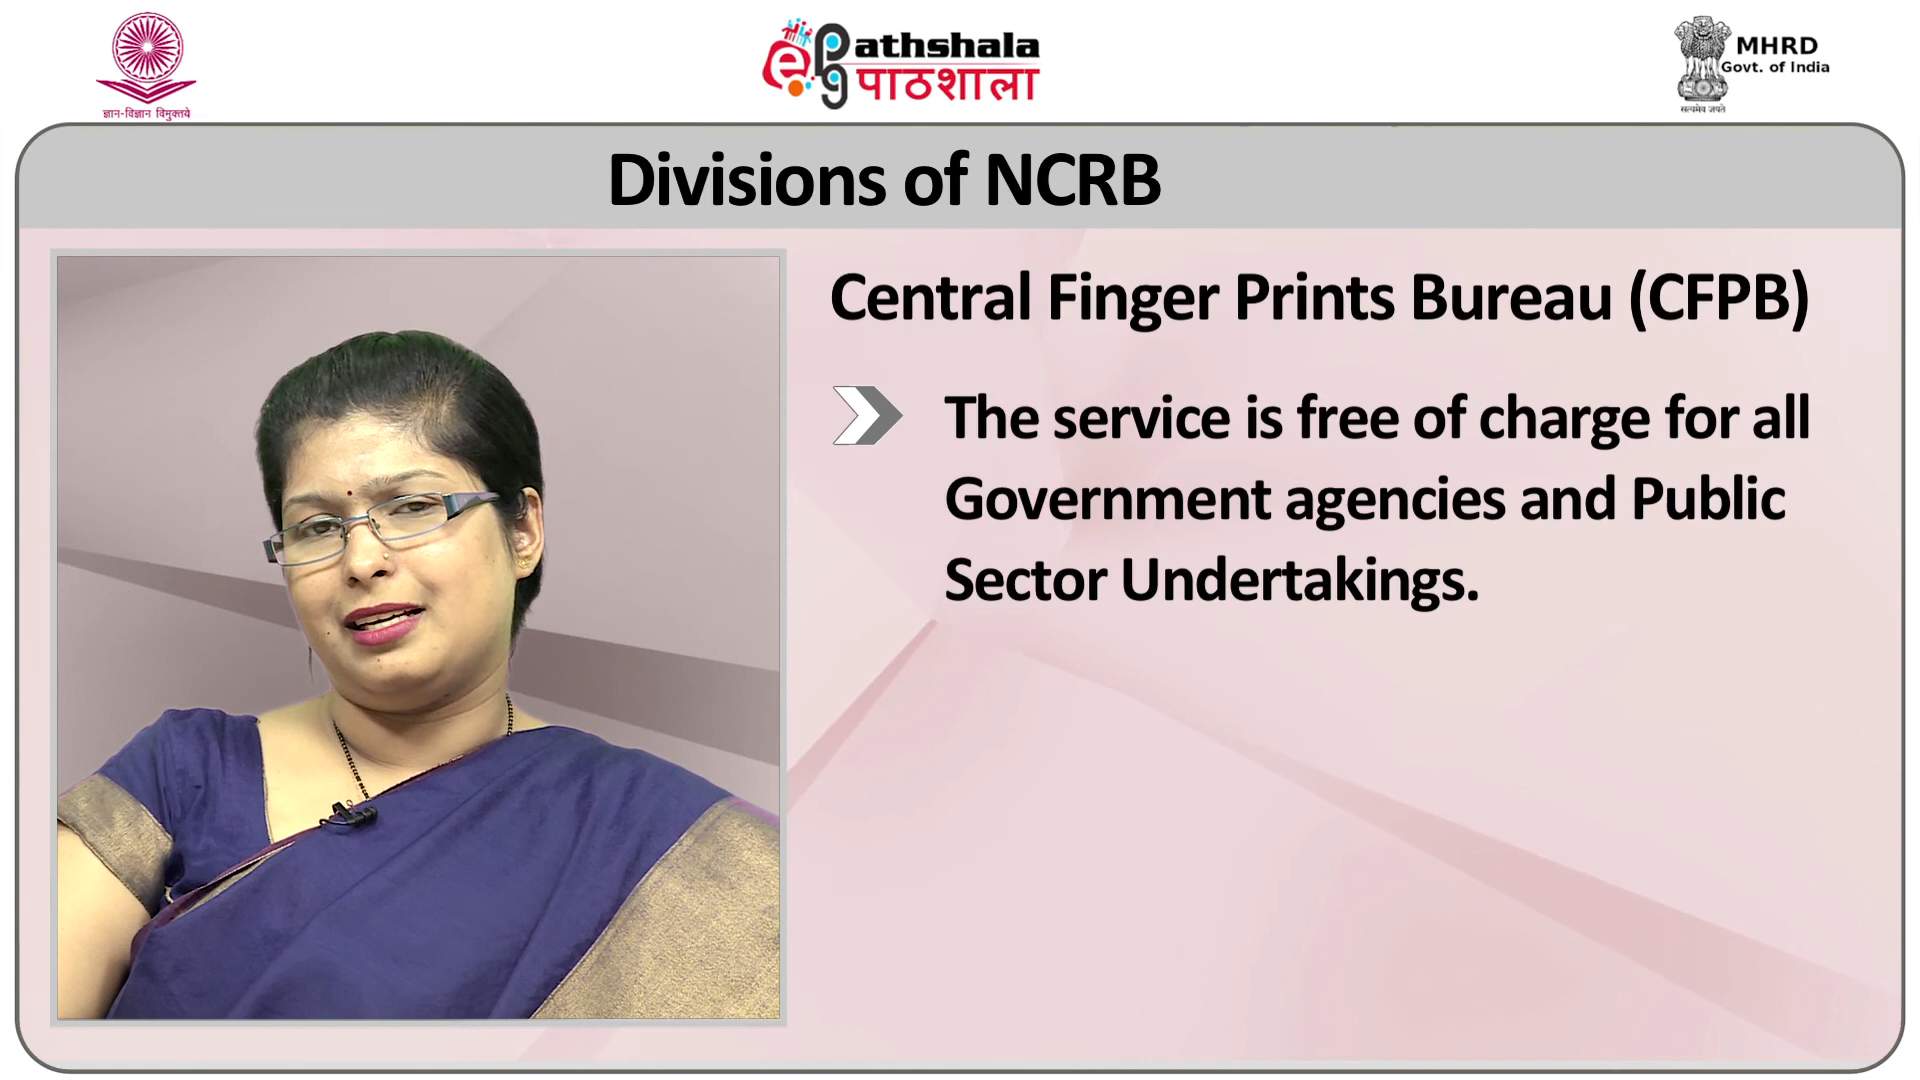 ज्ञान-विज्ञान विमुक्तये
ePGPathshala
पाठशाला
MHRD
Govt. of India
सत्यमेव जयते
Divisions of NCRB
Central Finger Prints Bureau (CFPB)
The service is free of charge for all
Government agencies and Public
Sector Undertakings.